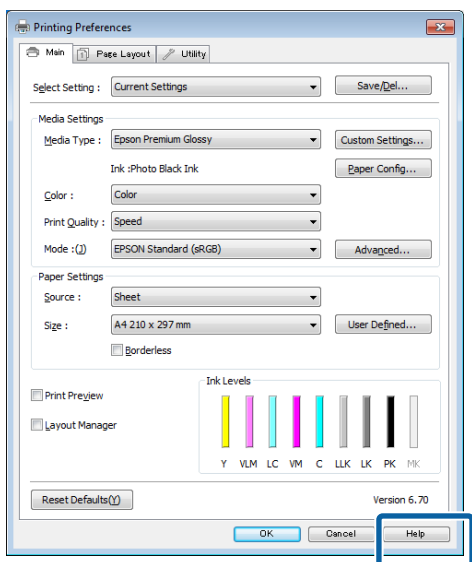 Printing Preferences
Main Page Layout Utility
Select Setting : Current Settings Save/Del...
Media Settings
Media Type : Epson Premium Glossy Custom Settings...
Ink :Photo Black Ink Paper Config...
Color : Color
Print Quality : Speed
Mode :(J) EPSON Standard (sRGB) Advanced...
Paper Settings
Source : Sheet
Size : A4 210 x 297 mm User Defined...
Borderless
Ink Levels
Print Preview
Layout Manager
Y VLM LC VM C LLK LK PK MK
Reset Defaults(Y) Version 6.70
OK Cancel Help